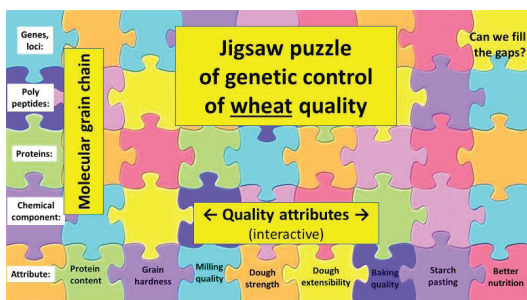 Genes,
loci:
Poly
peptides:
Proteins:
Chemical
component:
Attribute:
Molecular grain chain
Jigsaw puzzle
of genetic control
of wheat quality
Can we fill
the gaps?
← Quality attributes →
(interactive)
Protein
content
Grain
hardness
Milling
quality
Dough
strength
Dough
extensibility
Baking
quality
Starch
pasting
Better
nutrition